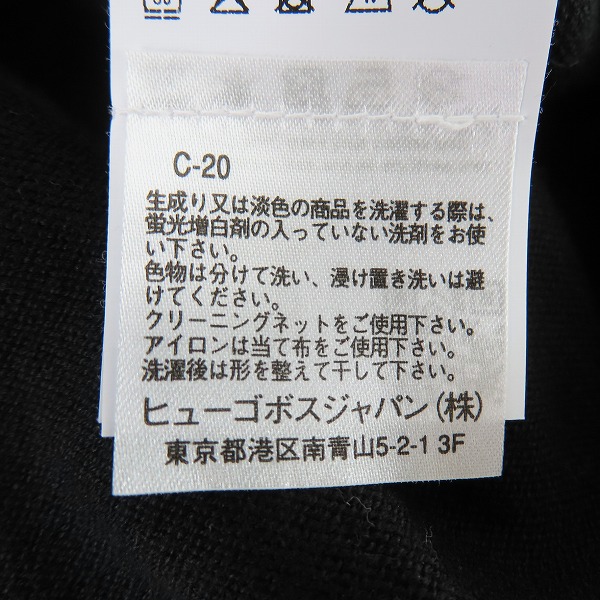 C-20
生成り又は淡色の商品を洗濯する際は、
蛍光増白剤の入っていない洗剤をお使
い下さい。
色物は分けて洗い、浸け置き洗いは避
けてください。
クリーニングネットをご使用下さい。
アイロンは当て布をご使用下さい。
洗濯後は形を整えて干して下さい。
ヒューゴボスジャパン(株)
東京都港区南青山5-2-1 3F